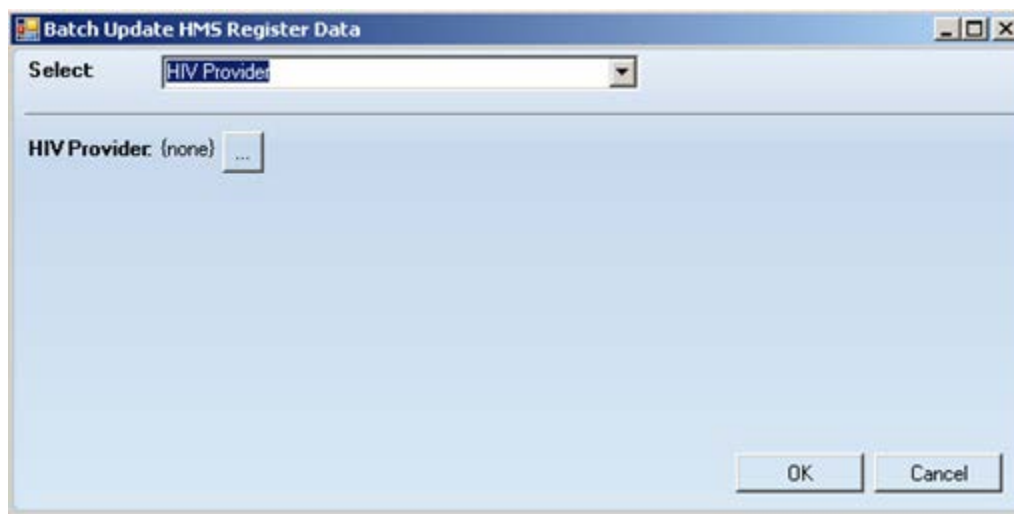 Batch Update HMS Register Data
Select:
HIV Provider
HIV Provider: (none) ...
OK Cancel